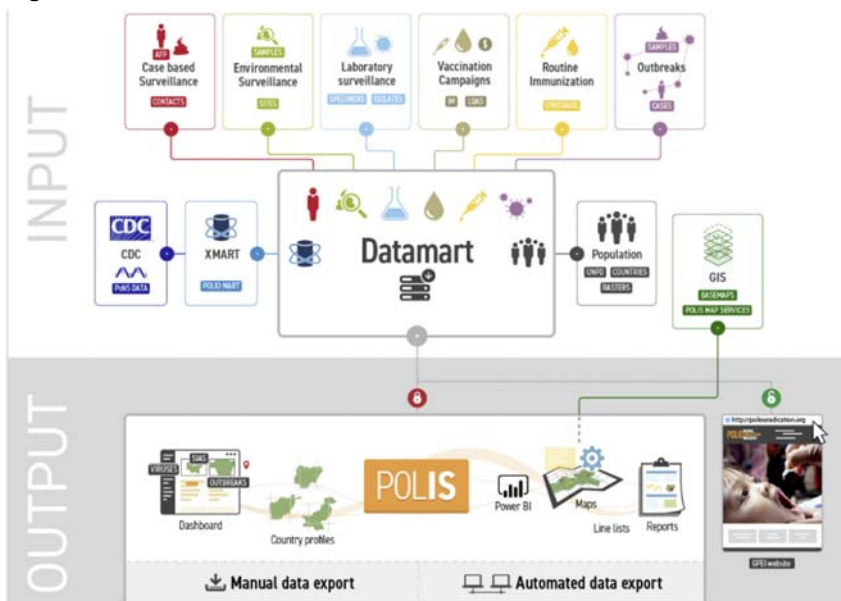 INPUT
AFP
Case based
Surveillance
CONTACTS
SAMPLES
Environmental
Surveillance
SITES
Laboratory
surveillance
SPECIMENS
ISOLATES
Vaccination
Campaigns
IM
LQAS
Routine
Immunization
COVERAGE
SAMPLES
Outbreaks
CASES
CDC
CDC
PoNS DATA
XMART
POLIO MART
Datamart
Population
UNPD
COUNTRIES
RASTERS
GIS
BASEMAPS
POLIS MAP SERVICES
OUTPUT
VIRUSES
SIAS
OUTBREAKS
Dashboard
Country profiles
POLIS
Power BI
Maps
Line lists
Reports
http://polioeradication.org
POLIO
GPEI website
Manual data export
Automated data export